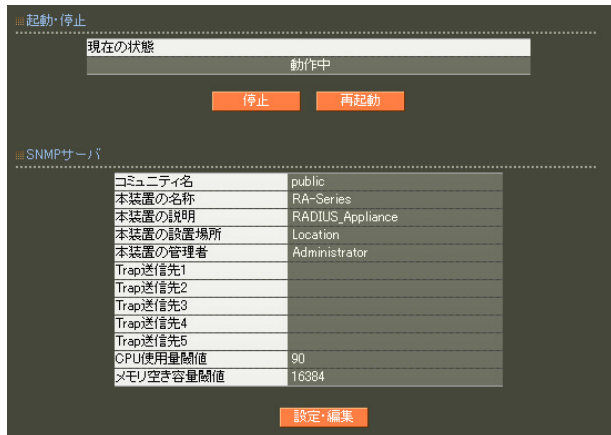 起動・停止
現在の状態
動作中
停止 再起動
SNMPサーバ
コミュニティ名 public
本装置の名称 RA-Series
本装置の説明 RADIUS_Appliance
本装置の設置場所 Location
本装置の管理者 Administrator
Trap送信先1
Trap送信先2
Trap送信先3
Trap送信先4
Trap送信先5
CPU使用量閾値 90
メモリ空き容量閾値 16384
設定・編集